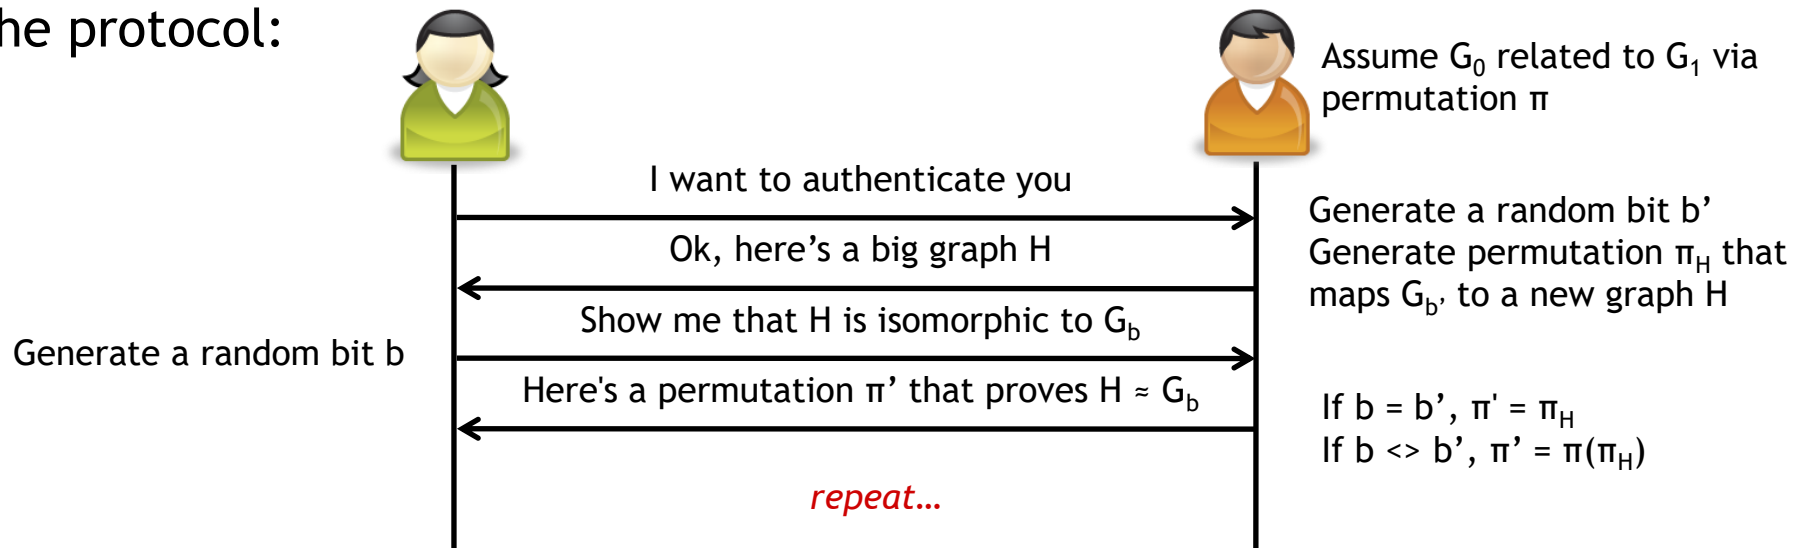 he protocol:
Assume G₀ related to G₁ via
permutation π
I want to authenticate you
Generate a random bit b’
Ok, here’s a big graph H
Generate permutation π_H that
maps G_b’ to a new graph H
Show me that H is isomorphic to G_b
Generate a random bit b
Here's a permutation π’ that proves H ≈ G_b
If b = b’, π' = π_H
If b <> b’, π’ = π(π_H)
repeat…